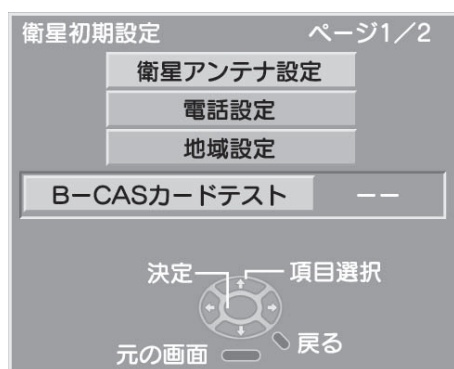 衛星初期設定 ページ1／2
衛星アンテナ設定
電話設定
地域設定
B－CASカードテスト －－
決定 項目選択
元の画面 戻る